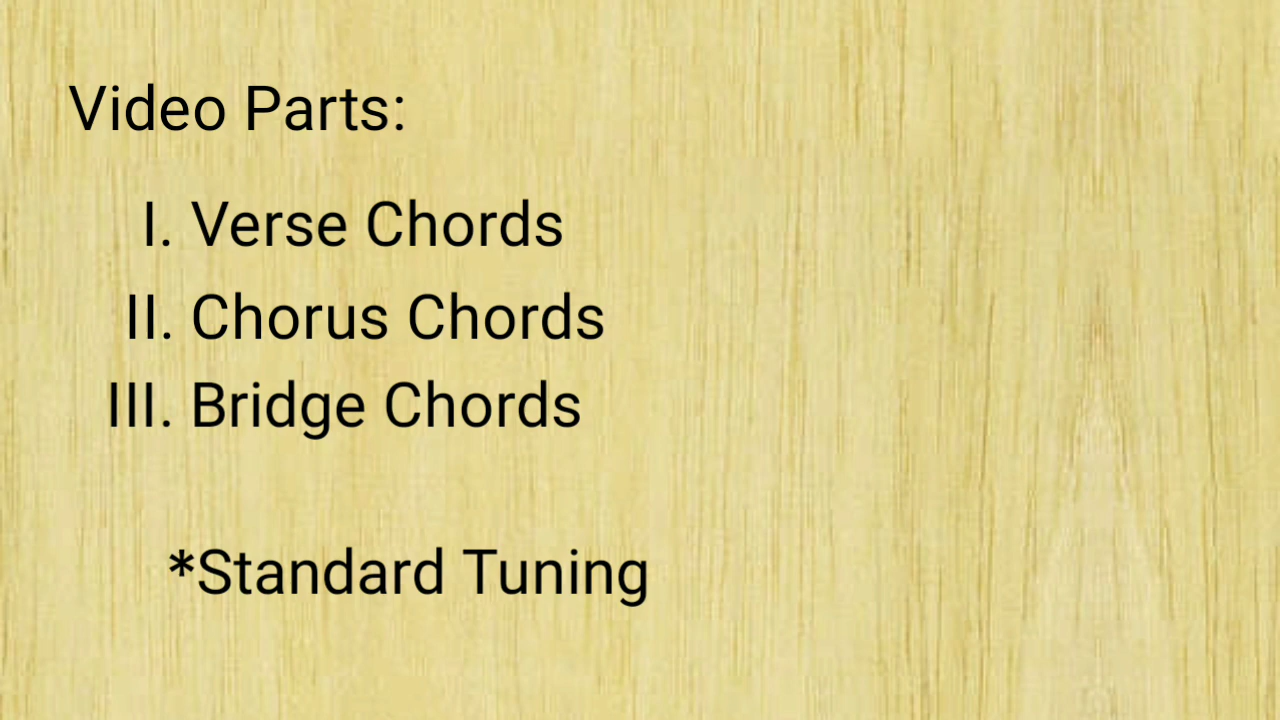 Video Parts:
I. Verse Chords
II. Chorus Chords
III. Bridge Chords
*Standard Tuning